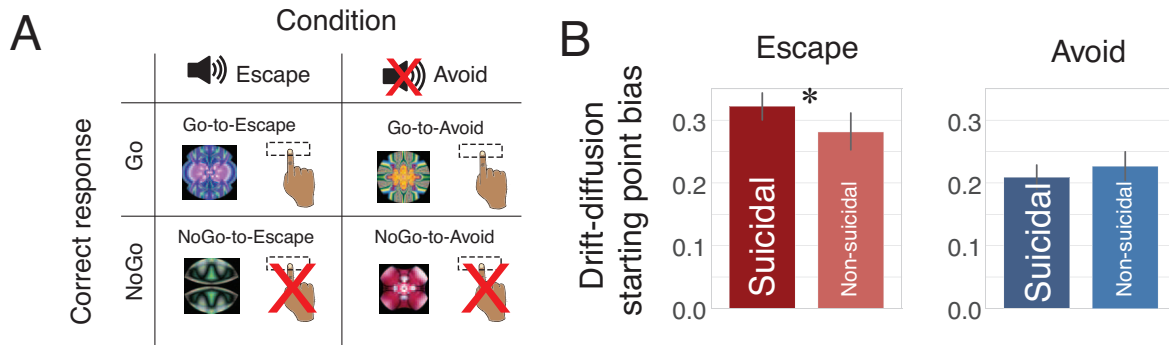 A
Condition
Escape
Avoid
Correct response
Go
Go-to-Escape
Go-to-Avoid
NoGo
NoGo-to-Escape
NoGo-to-Avoid
B
Drift-diffusion
starting point bias
Escape
0.3
0.2
0.1
0.0
*
Suicidal
Non-suicidal
Avoid
0.3
0.2
0.1
0.0
Suicidal
Non-suicidal